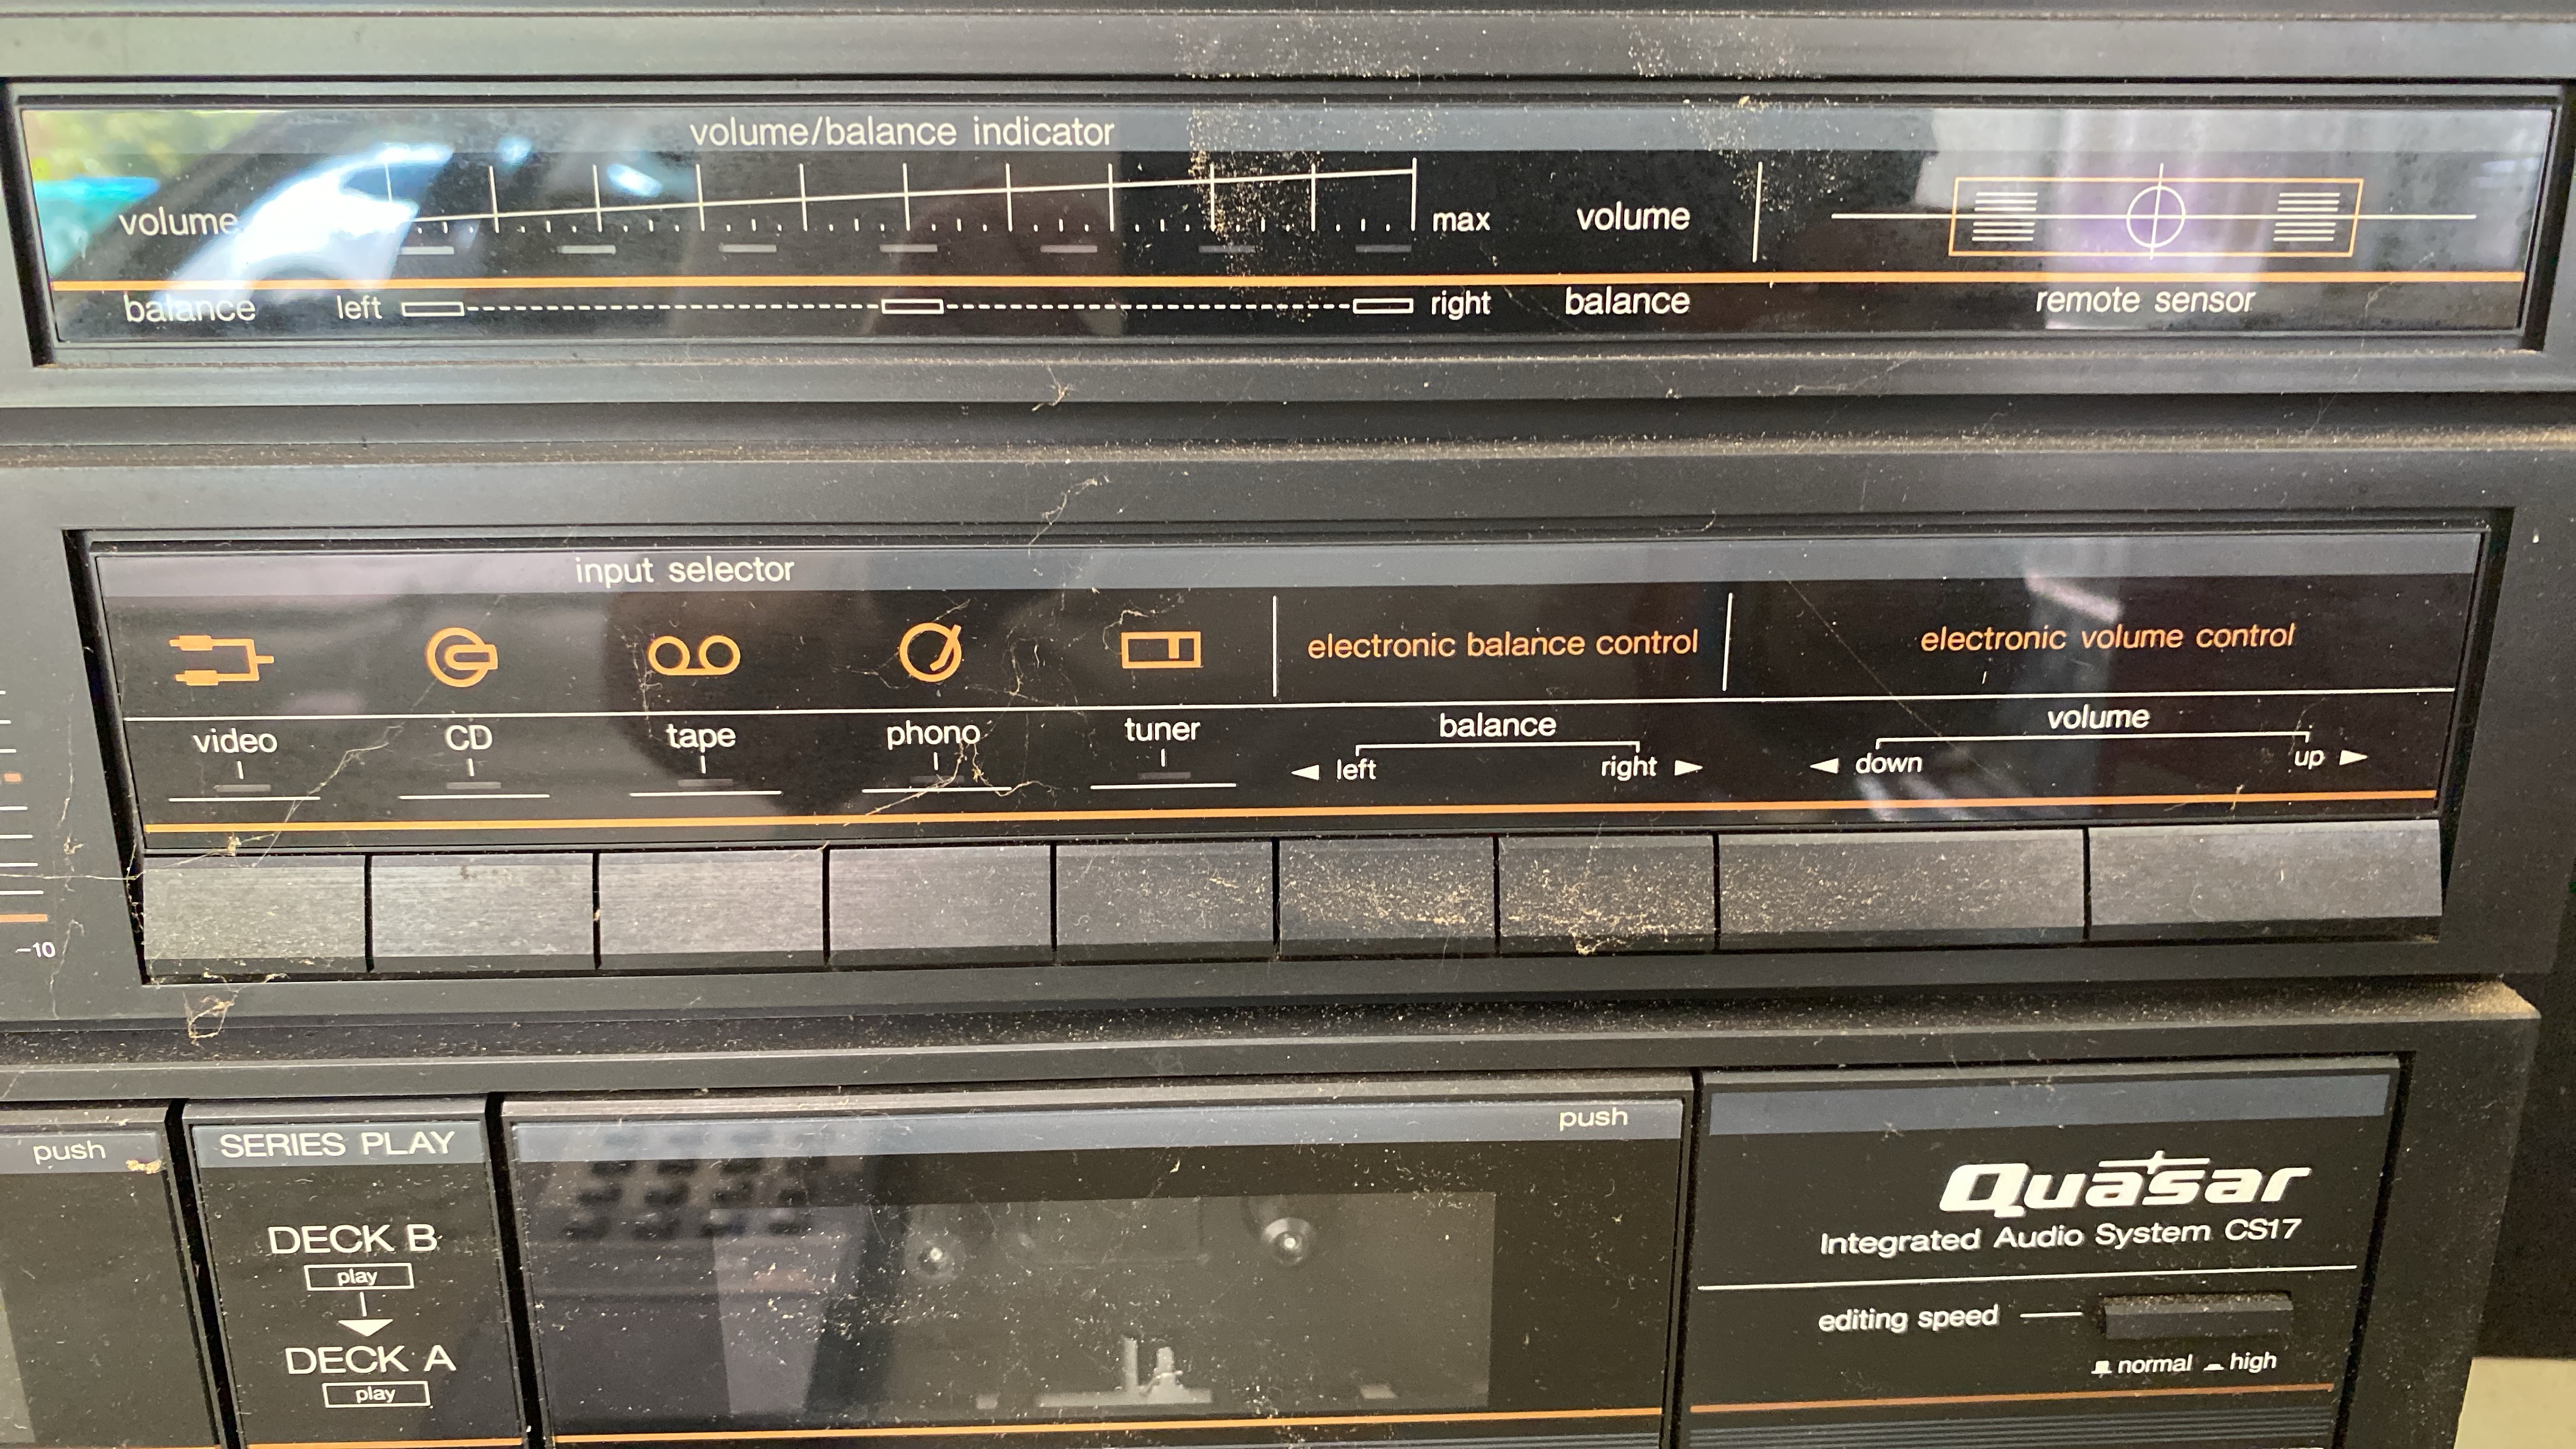 volume/balance indicator
volume max volume
balance left right balance remote sensor
input selector
electronic balance control electronic volume control
video CD tape phono tuner balance volume
left right down up
-10
push SERIES PLAY push
DECK B
play
DECK A
play
Quasar
Integrated Audio System CS17
editing speed
normal high